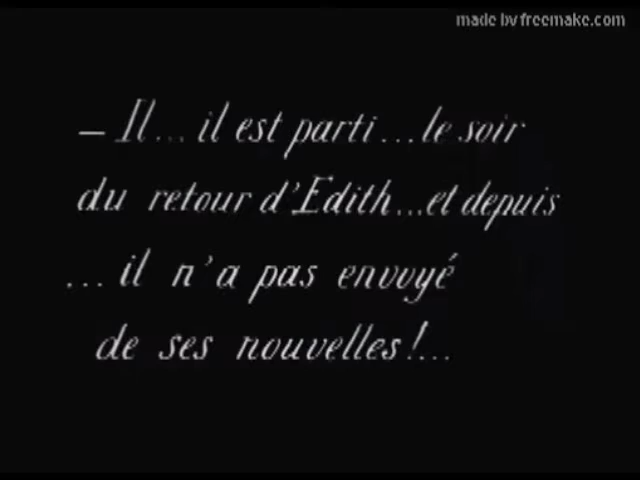 made by freemake.com
– Il... il est parti...le soir
du retour d'Edith...et depuis
...il n'a pas envoyé
de ses nouvelles!...